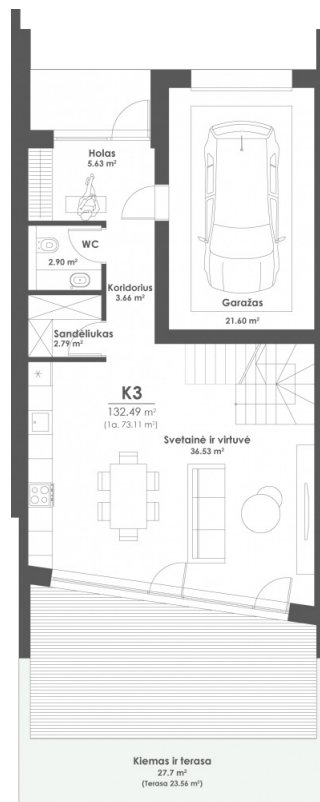 Holas
5.63 m²
WC
2.90 m²
Koridorius
3.66 m²
Garažas
21.60 m²
Sandėliukas
2.79 m²
K3
132.49 m²
(1a. 73.11 m²)
Svetainė ir virtuvė
36.53 m²
Kiemas ir terasa
27.7 m²
(Terasa 23.56 m²)